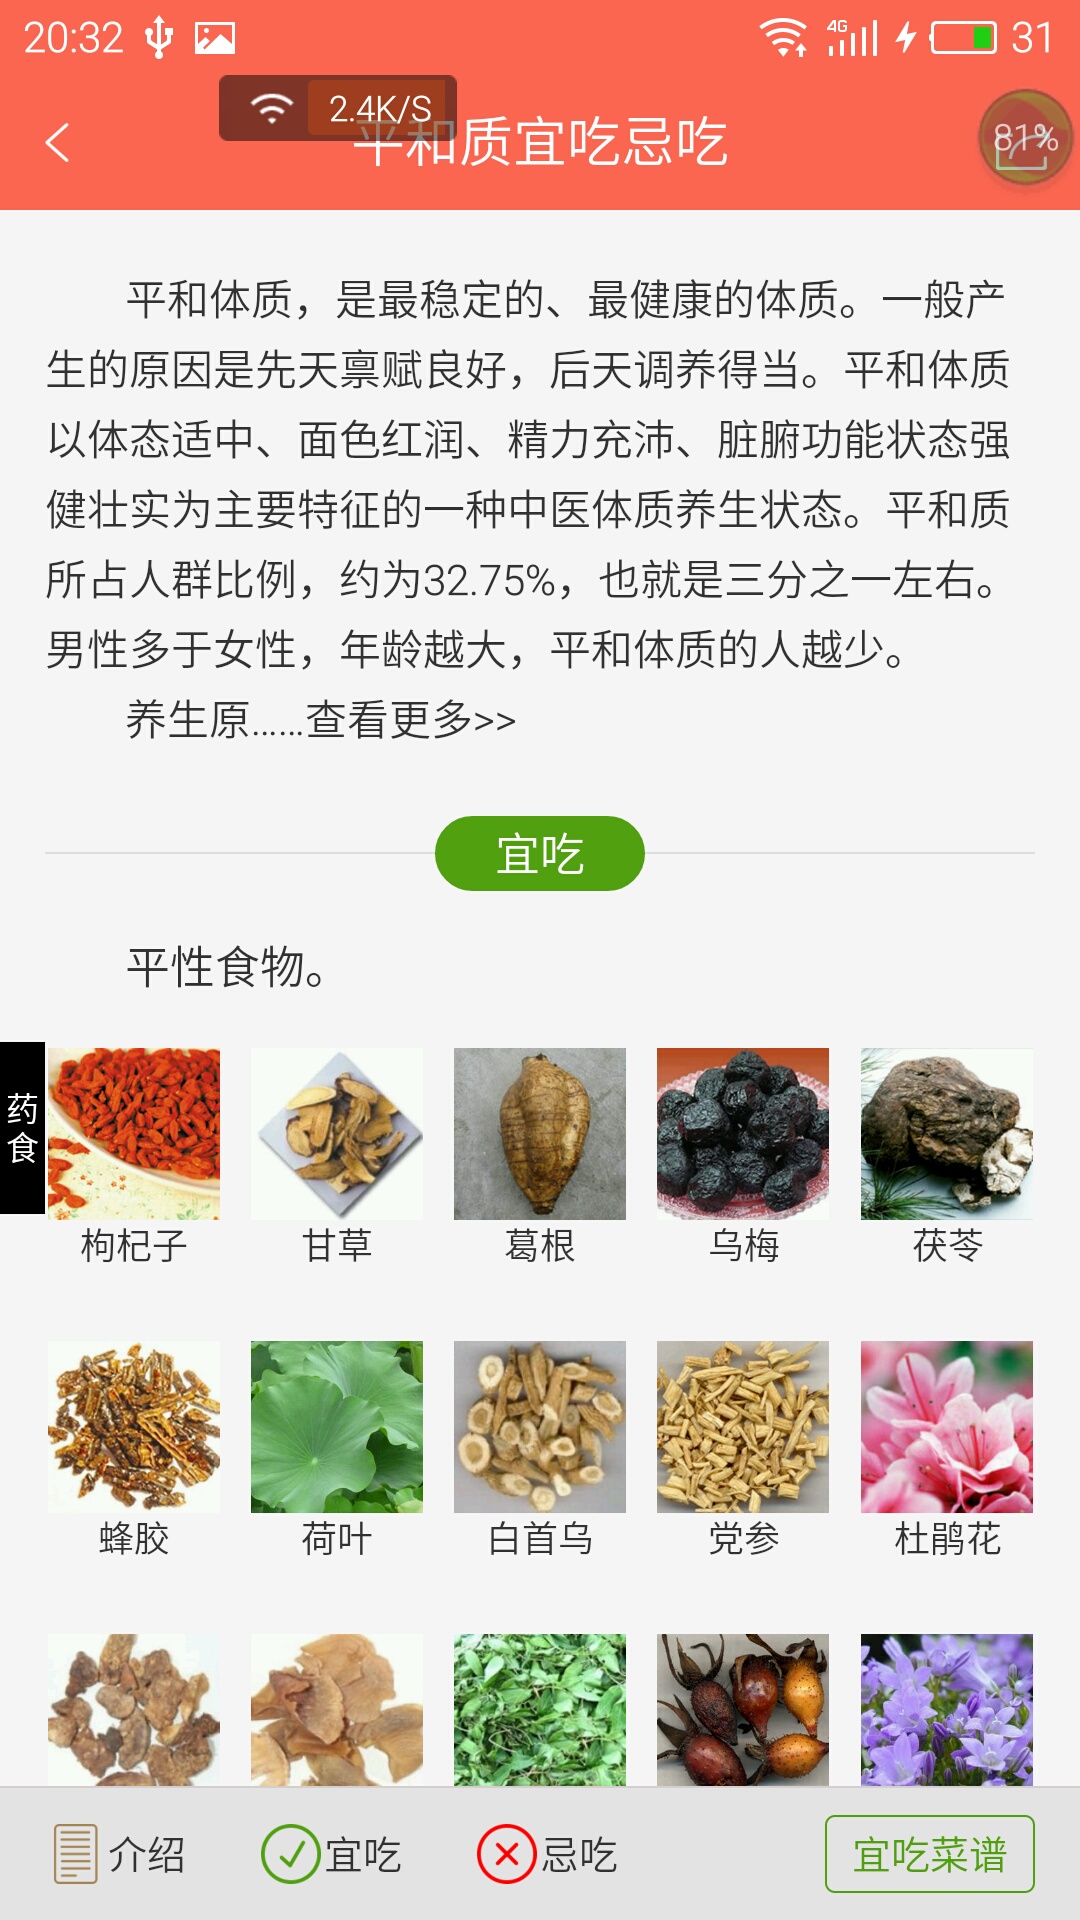 20:32
4G
31
2.4K/S
平和质宜吃忌吃
81%
平和体质，是最稳定的、最健康的体质。一般产
生的原因是先天禀赋良好，后天调养得当。平和体质
以体态适中、面色红润、精力充沛、脏腑功能状态强
健壮实为主要特征的一种中医体质养生状态。平和质
所占人群比例，约为32.75%，也就是三分之一左右。
男性多于女性，年龄越大，平和体质的人越少。
养生原……查看更多>>
宜吃
平性食物。
药食
枸杞子 甘草 葛根 乌梅 茯苓
蜂胶 荷叶 白首乌 党参 杜鹃花
介绍 宜吃 忌吃 宜吃菜谱